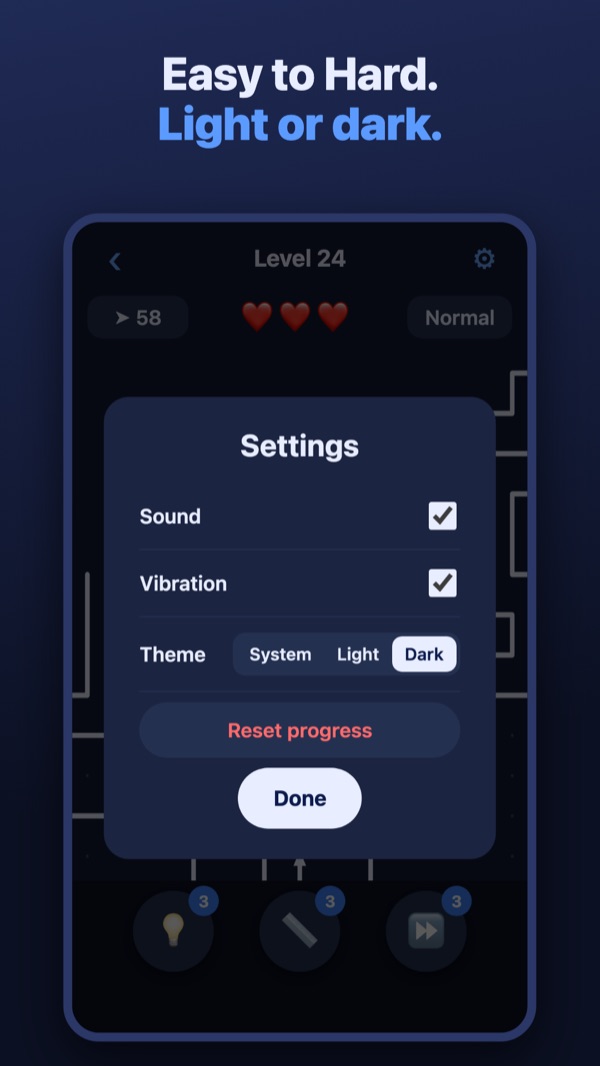 Easy to Hard.
Light or dark.
Level 24
58
Normal
Settings
Sound
Vibration
Theme System Light Dark
Reset progress
Done
3 3 3